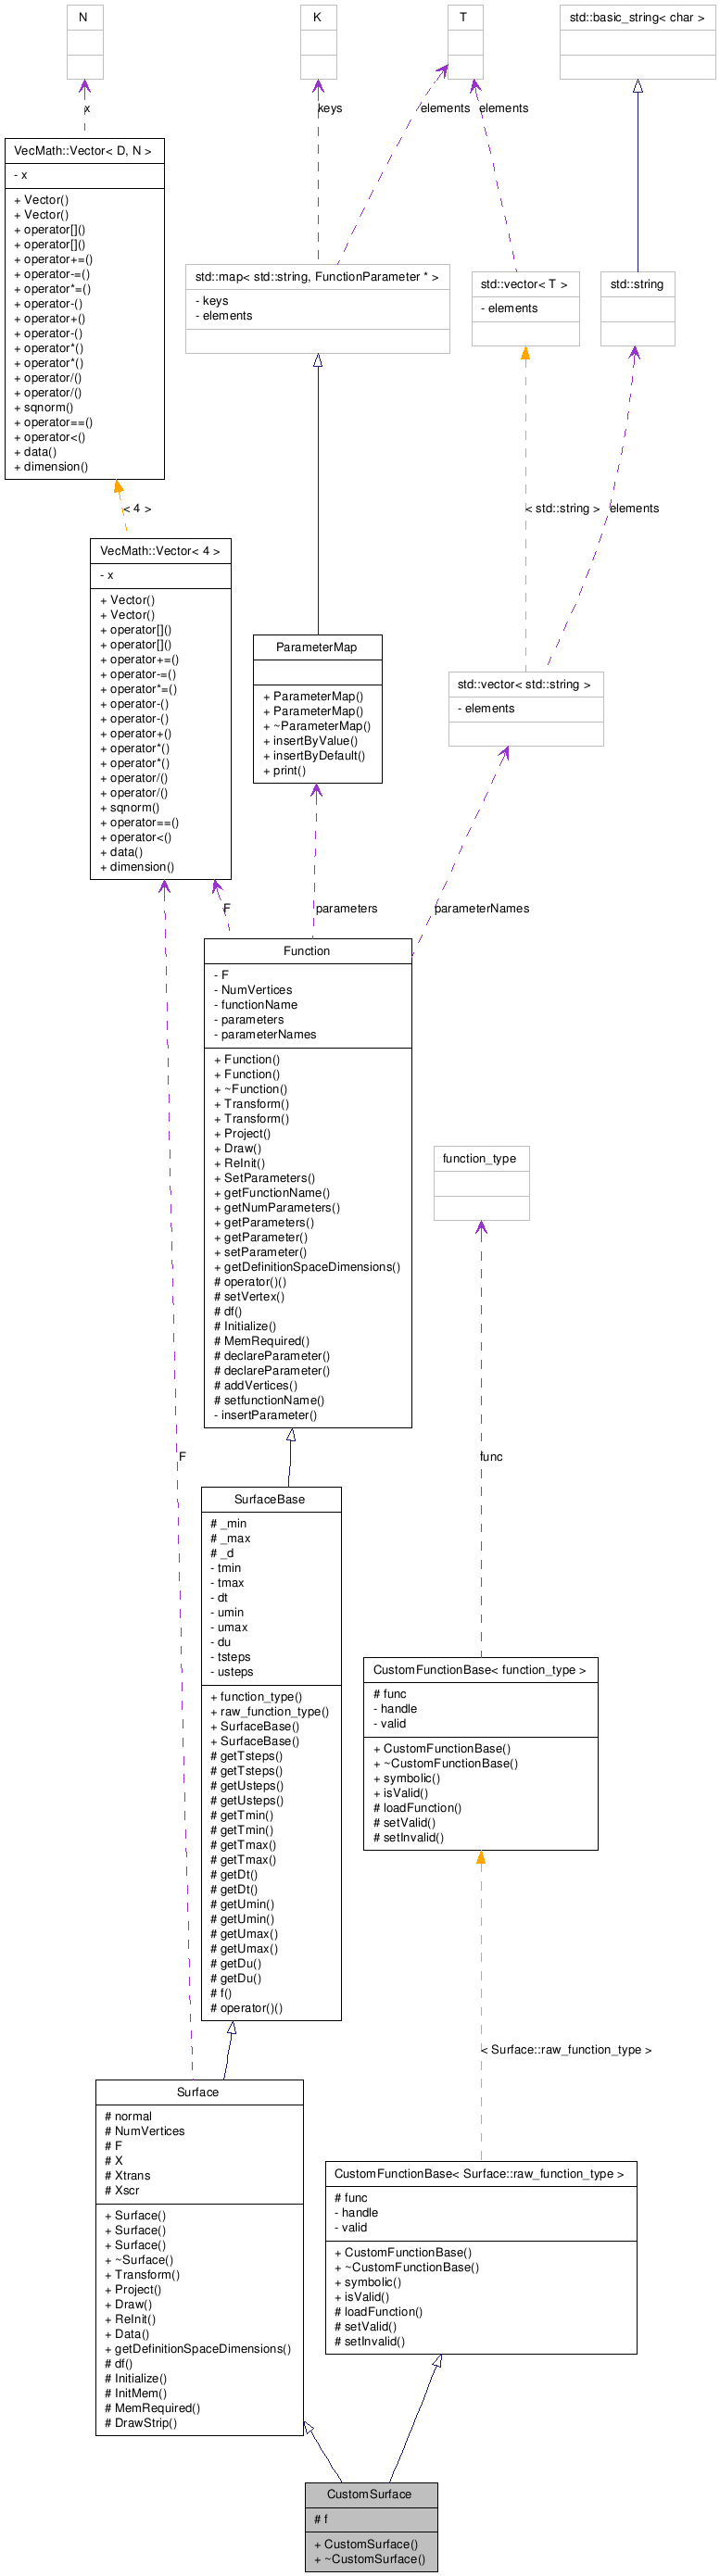 N
K
T
std::basic_string< char >
x
keys
elements
elements
VecMath::Vector< D, N >
- x
+ Vector()
+ Vector()
+ operator[]()
+ operator[]()
+ operator+=()
+ operator-=()
+ operator*=()
+ operator-()
+ operator+()
+ operator-()
+ operator*()
+ operator*()
+ operator/()
+ operator/()
+ sqnorm()
+ operator==()
+ operator<()
+ data()
+ dimension()
std::map< std::string, FunctionParameter * >
- keys
- elements
std::vector< T >
- elements
std::string
< 4 >
< std::string >
elements
VecMath::Vector< 4 >
- x
+ Vector()
+ Vector()
+ operator[]()
+ operator[]()
+ operator+=()
+ operator-=()
+ operator*=()
+ operator-()
+ operator-()
+ operator+()
+ operator*()
+ operator*()
+ operator/()
+ operator/()
+ sqnorm()
+ operator==()
+ operator<()
+ data()
+ dimension()
ParameterMap
+ ParameterMap()
+ ParameterMap()
+ ~ParameterMap()
+ insertByValue()
+ insertByDefault()
+ print()
std::vector< std::string >
- elements
F
parameters
parameterNames
Function
- F
- NumVertices
- functionName
- parameters
- parameterNames
+ Function()
+ Function()
+ ~Function()
+ Transform()
+ Transform()
+ Project()
+ Draw()
+ ReInit()
+ SetParameters()
+ getFunctionName()
+ getNumParameters()
+ getParameters()
+ getParameter()
+ setParameter()
+ getDefinitionSpaceDimensions()
# operator()()
# setVertex()
# df()
# Initialize()
# MemRequired()
# declareParameter()
# declareParameter()
# addVertices()
# setfunctionName()
- insertParameter()
function_type
F
func
SurfaceBase
# _min
# _max
# _d
- tmin
- tmax
- dt
- umin
- umax
- du
- tsteps
- usteps
+ function_type()
+ raw_function_type()
+ SurfaceBase()
+ SurfaceBase()
# getTsteps()
# getTsteps()
# getUsteps()
# getUsteps()
# getTmin()
# getTmin()
# getTmax()
# getTmax()
# getDt()
# getDt()
# getUmin()
# getUmin()
# getUmax()
# getUmax()
# getDu()
# getDu()
# f()
# operator()()
CustomFunctionBase< function_type >
# func
- handle
- valid
+ CustomFunctionBase()
+ ~CustomFunctionBase()
+ symbolic()
+ isValid()
# loadFunction()
# setValid()
# setInvalid()
< Surface::raw_function_type >
Surface
# normal
# NumVertices
# F
# X
# Xtrans
# Xscr
+ Surface()
+ Surface()
+ Surface()
+ ~Surface()
+ Transform()
+ Project()
+ Draw()
+ ReInit()
+ Data()
+ getDefinitionSpaceDimensions()
# df()
# Initialize()
# InitMem()
# MemRequired()
# DrawStrip()
CustomFunctionBase< Surface::raw_function_type >
# func
- handle
- valid
+ CustomFunctionBase()
+ ~CustomFunctionBase()
+ symbolic()
+ isValid()
# loadFunction()
# setValid()
# setInvalid()
CustomSurface
# f
+ CustomSurface()
+ ~CustomSurface()